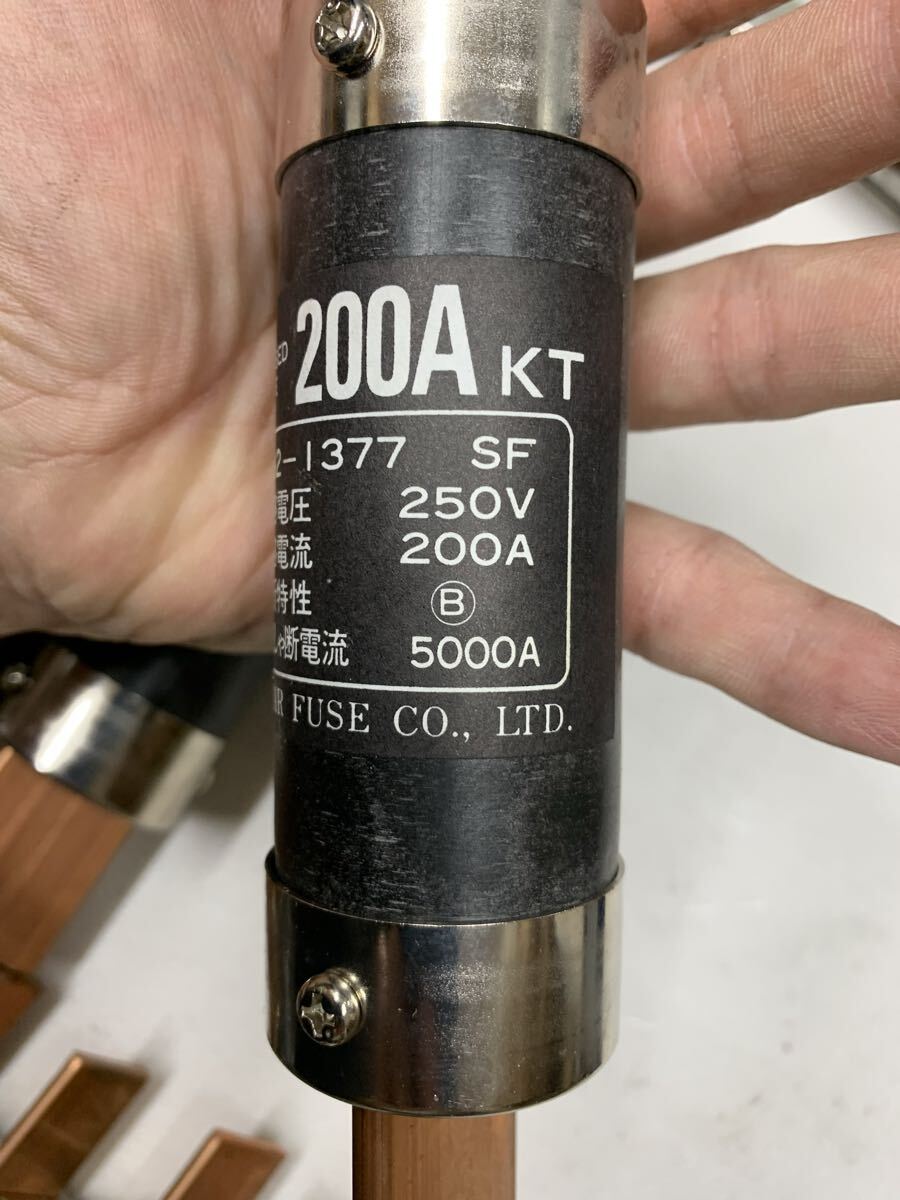 200A KT
2-1377 SF
電圧 250V
電流 200A
特性 Ⓑ
断電流 5000A
FUSE CO., LTD.